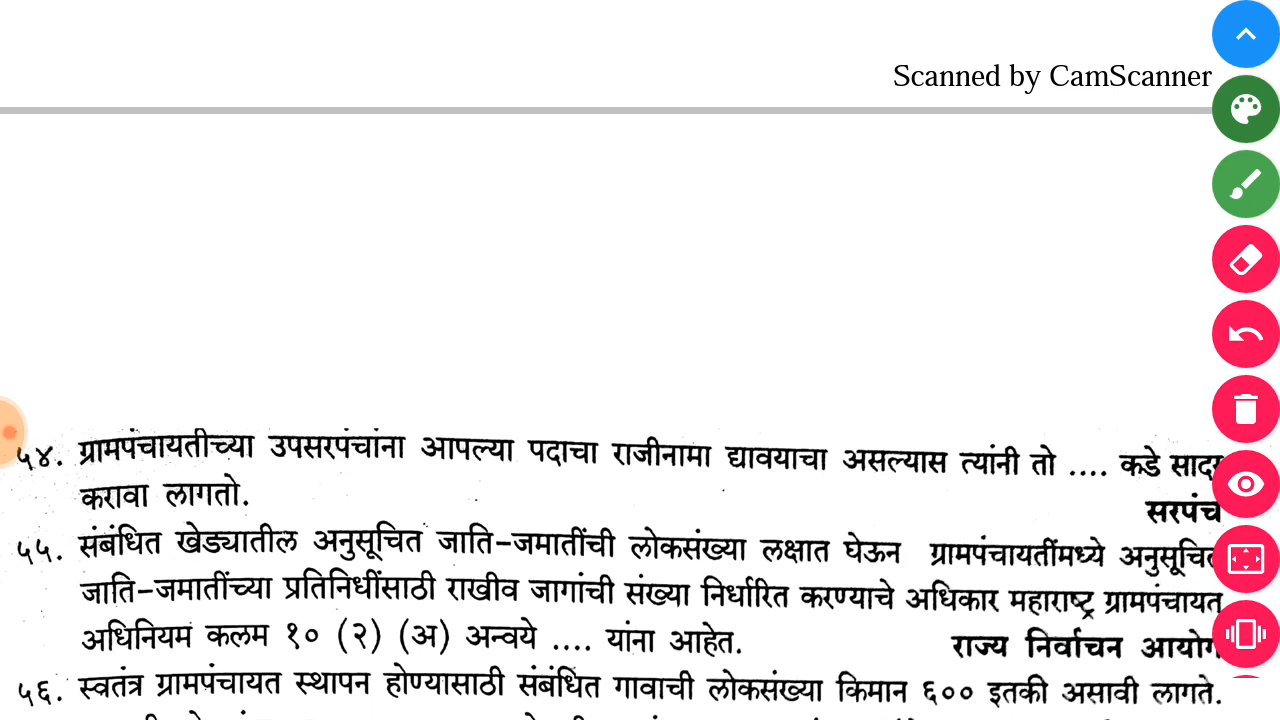 Scanned by CamScanner
५४. ग्रामपंचायतीच्या उपसरपंचांना आपल्या पदाचा राजीनामा द्यावयाचा असल्यास त्यांनी तो .... कडे सादर
करावा लागतो. सरपंच
५५. संबंधित खेड्यातील अनुसूचित जाति-जमातींची लोकसंख्या लक्षात घेऊन ग्रामपंचायतींमध्ये अनुसूचित
जाति-जमातींच्या प्रतिनिधींसाठी राखीव जागांची संख्या निर्धारित करण्याचे अधिकार महाराष्ट्र ग्रामपंचायत
अधिनियम कलम १० (२) (अ) अन्वये .... यांना आहेत. राज्य निर्वाचन आयोग
५६. स्वतंत्र ग्रामपंचायत स्थापन होण्यासाठी संबंधित गावाची लोकसंख्या किमान ६०० इतकी असावी लागते.